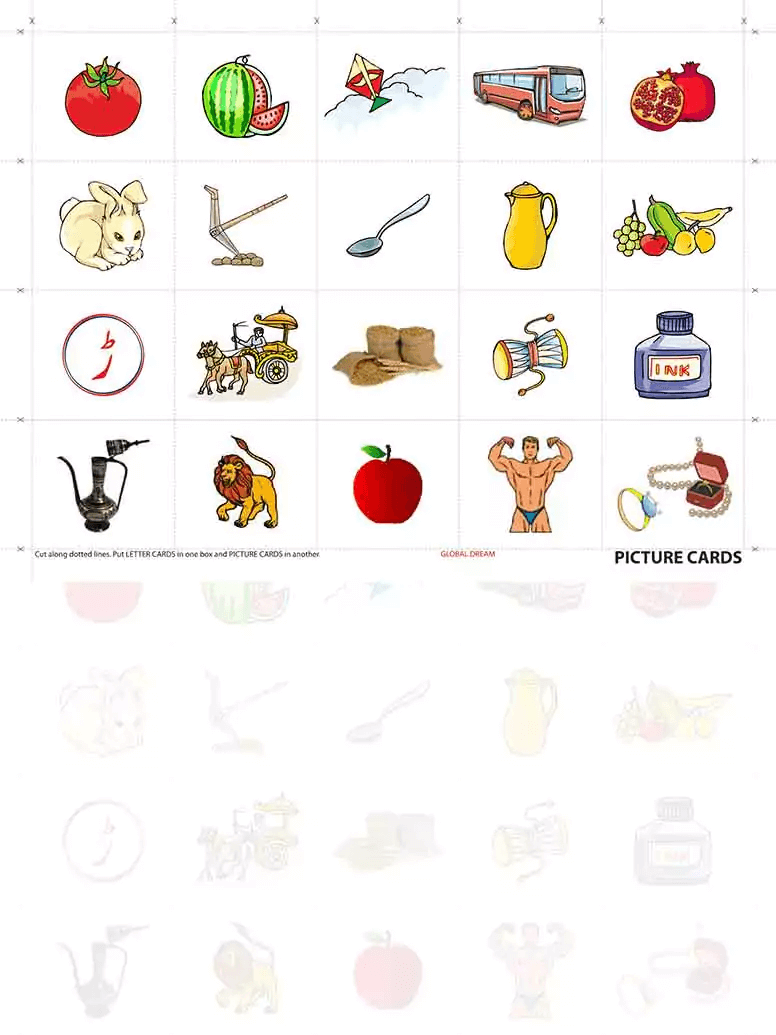 ڑ
INK
Cut along dotted lines. Put LETTER CARDS in one box and PICTURE CARDS in another.
GLOBAL.DREAM
PICTURE CARDS